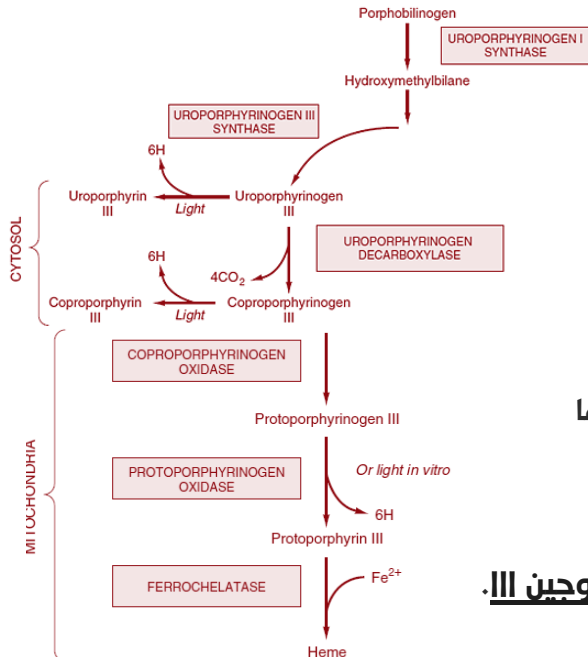 Porphobilinogen
UROPORPHYRINOGEN I
SYNTHASE
Hydroxymethylbilane
UROPORPHYRINOGEN III
SYNTHASE
6H
Uroporphyrin
III
Light
Uroporphyrinogen
III
CYTOSOL
UROPORPHYRINOGEN
DECARBOXYLASE
6H
4CO₂
Coproporphyrin
III
Light
Coproporphyrinogen
III
COPROPORPHYRINOGEN
OXIDASE
Protoporphyrinogen III
MITOCHONDRIA
PROTOPORPHYRINOGEN
OXIDASE
Or light in vitro
6H
Protoporphyrin III
FERROCHELATASE
Fe²⁺
وجين III.
Heme